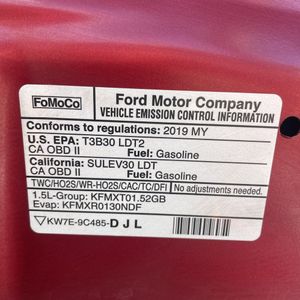 FoMoCo
Ford Motor Company
VEHICLE EMISSION CONTROL INFORMATION
Conforms to regulations: 2019 MY
U.S. EPA: T3B30 LDT2
CA OBD II Fuel: Gasoline
California: SULEV30 LDT
CA OBD II Fuel: Gasoline
TWC/HO2S/WR-HO2S/CAC/TC/DFI No adjustments needed.
1.5L-Group: KFMXT01.52GB
Evap: KFMXR0130NDF
KW7E-9C485-DJL